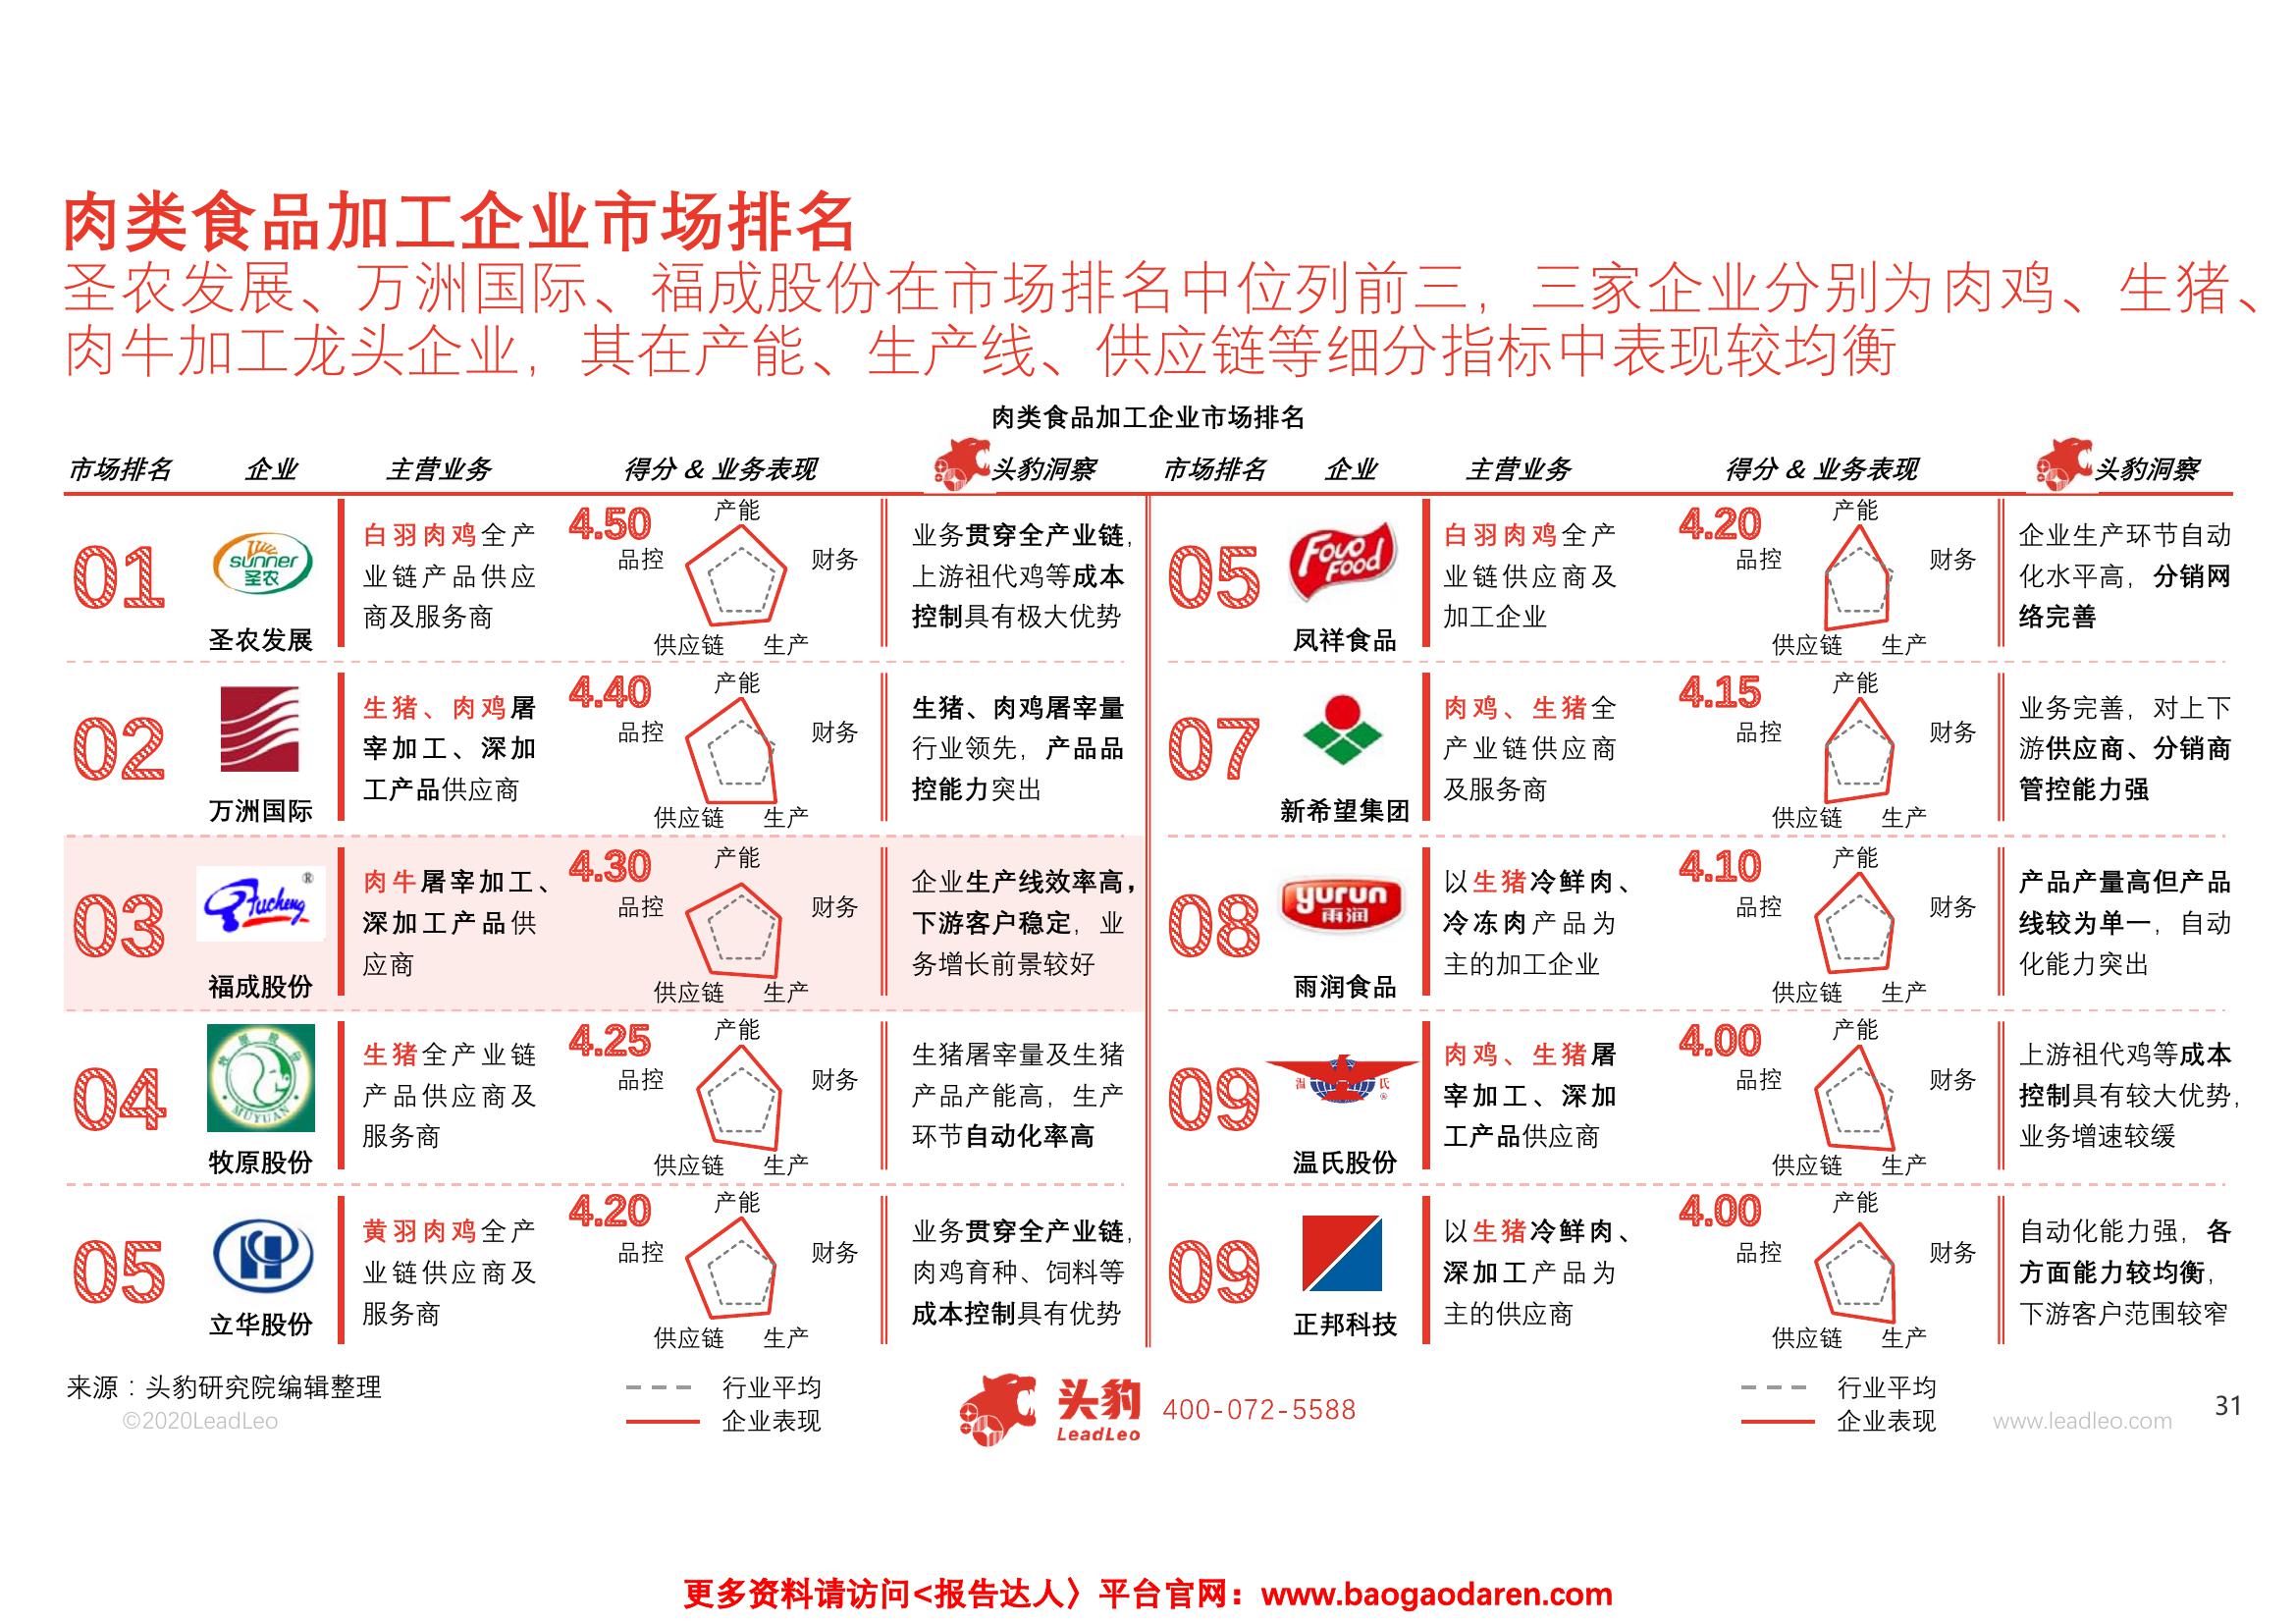 肉类食品加工企业市场排名
圣农发展、万洲国际、福成股份在市场排名中位列前三，三家企业分别为肉鸡、生猪、
肉牛加工龙头企业，其在产能、生产线、供应链等细分指标中表现较均衡
肉类食品加工企业市场排名
市场排名 企业 主营业务 得分 & 业务表现 头豹洞察
01
sunner
圣农
圣农发展
白羽肉鸡全产
业链产品供应
商及服务商
4.50
产能
品控
财务
供应链
生产
业务贯穿全产业链，
上游祖代鸡等成本
控制具有极大优势
02
万洲国际
生猪、肉鸡屠
宰加工、深加
工产品供应商
4.40
产能
品控
财务
供应链
生产
生猪、肉鸡屠宰量
行业领先，产品品
控能力突出
03
Fucheng
®
福成股份
肉牛屠宰加工、
深加工产品供
应商
4.30
产能
品控
财务
供应链
生产
企业生产线效率高，
下游客户稳定，业
务增长前景较好
04
牧原股份
MUYUAN
牧原股份
生猪全产业链
产品供应商及
服务商
4.25
产能
品控
财务
供应链
生产
生猪屠宰量及生猪
产品产能高，生产
环节自动化率高
05
立华股份
黄羽肉鸡全产
业链供应商及
服务商
4.20
产能
品控
财务
供应链
生产
业务贯穿全产业链，
肉鸡育种、饲料等
成本控制具有优势
市场排名 企业 主营业务 得分 & 业务表现 头豹洞察
05
Fovo
Food
凤祥食品
白羽肉鸡全产
业链供应商及
加工企业
4.20
产能
品控
财务
供应链
生产
企业生产环节自动
化水平高，分销网
络完善
07
新希望集团
肉鸡、生猪全
产业链供应商
及服务商
4.15
产能
品控
财务
供应链
生产
业务完善，对上下
游供应商、分销商
管控能力强
08
yurun
雨润
雨润食品
以生猪冷鲜肉、
冷冻肉产品为
主的加工企业
4.10
产能
品控
财务
供应链
生产
产品产量高但产品
线较为单一，自动
化能力突出
09
温 氏
®
温氏股份
肉鸡、生猪屠
宰加工、深加
工产品供应商
4.00
产能
品控
财务
供应链
生产
上游祖代鸡等成本
控制具有较大优势，
业务增速较缓
09
正邦科技
以生猪冷鲜肉、
深加工产品为
主的供应商
4.00
产能
品控
财务
供应链
生产
自动化能力强，各
方面能力较均衡，
下游客户范围较窄
来源：头豹研究院编辑整理
©2020LeadLeo
行业平均
企业表现
头豹
LeadLeo
400-072-5588
行业平均
企业表现
www.leadleo.com
31
更多资料请访问<报告达人〉平台官网：www.baogaodaren.com